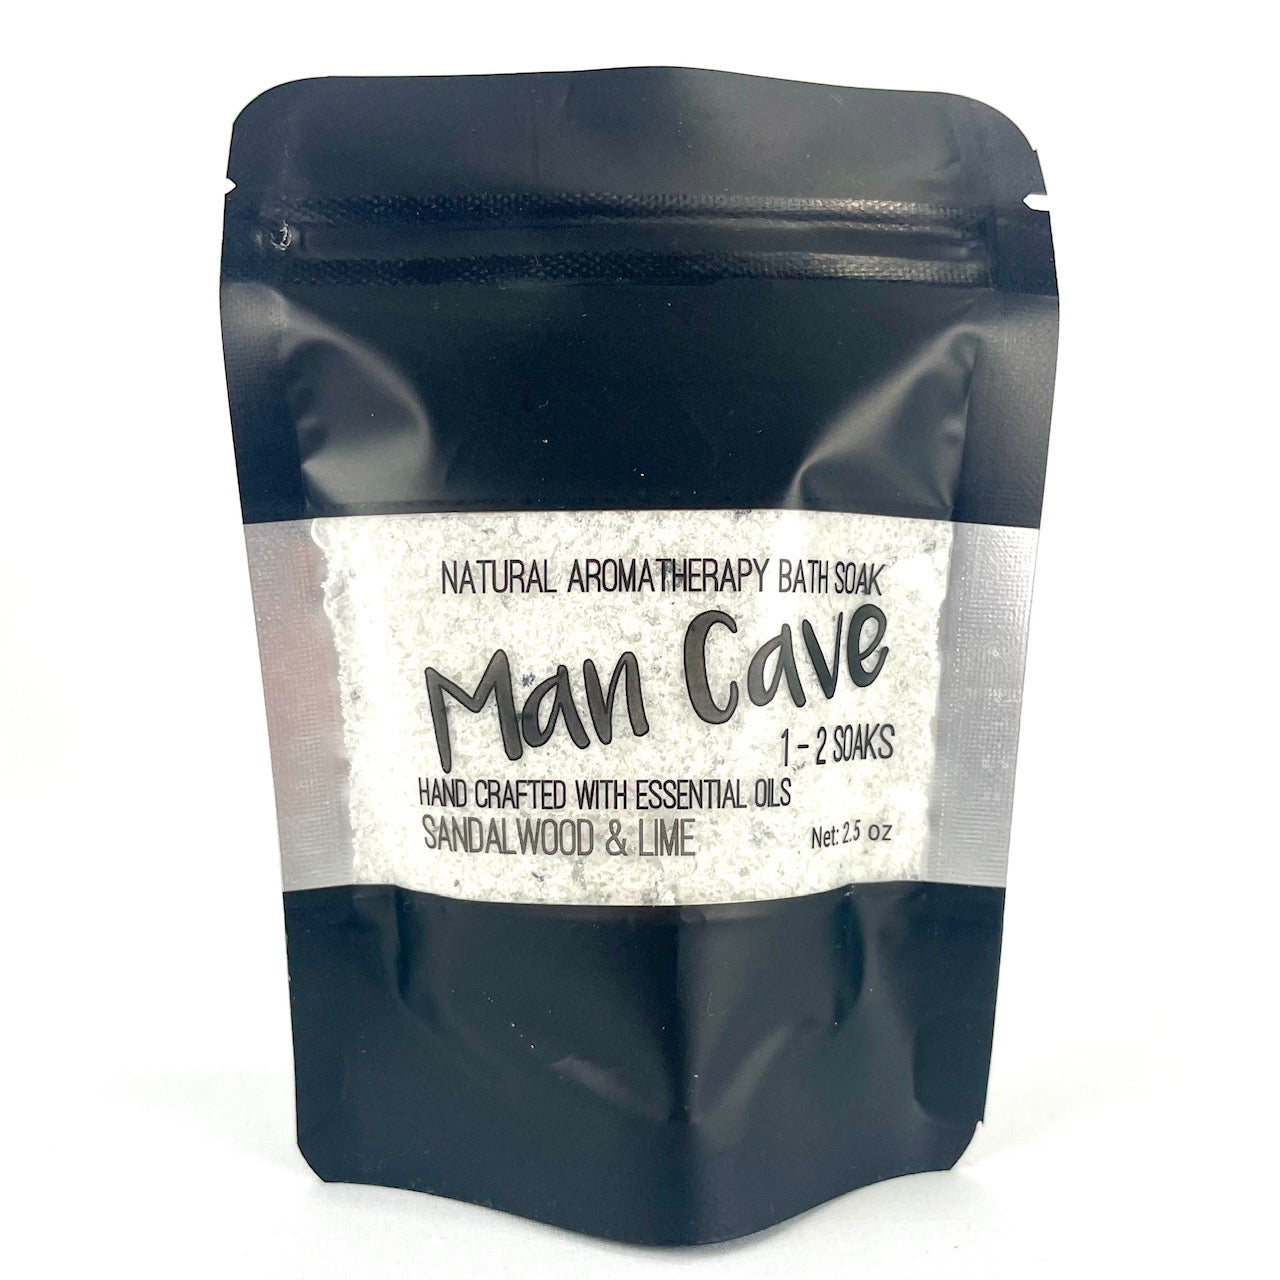 NATURAL AROMATHERAPY BATH SOAK
Man Cave
1 - 2 SOAKS
HAND CRAFTED WITH ESSENTIAL OILS
SANDALWOOD & LIME
Net: 2.5 oz